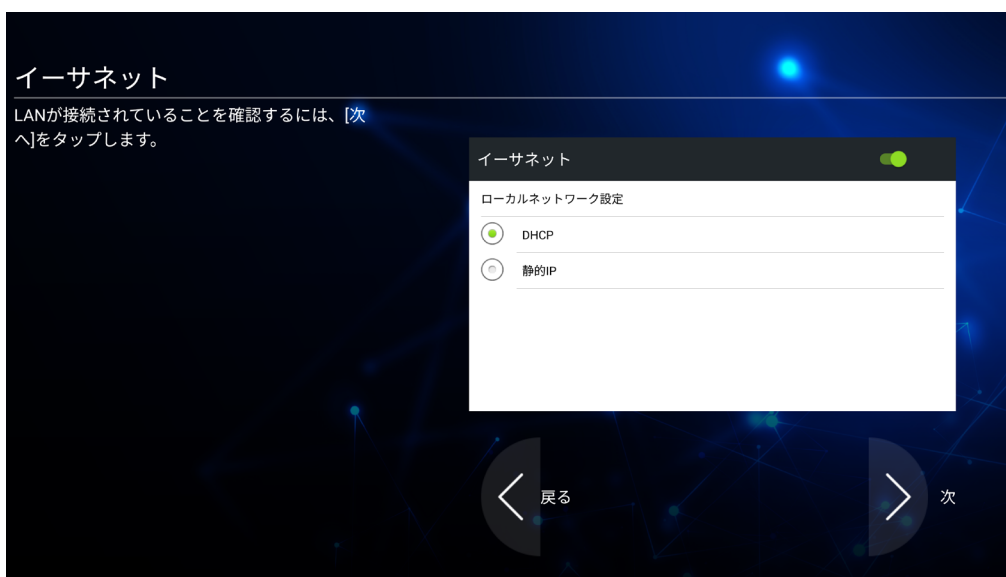 イーサネット
LANが接続されていることを確認するには、[次
へ]をタップします。
イーサネット
ローカルネットワーク設定
DHCP
静的IP
戻る
次